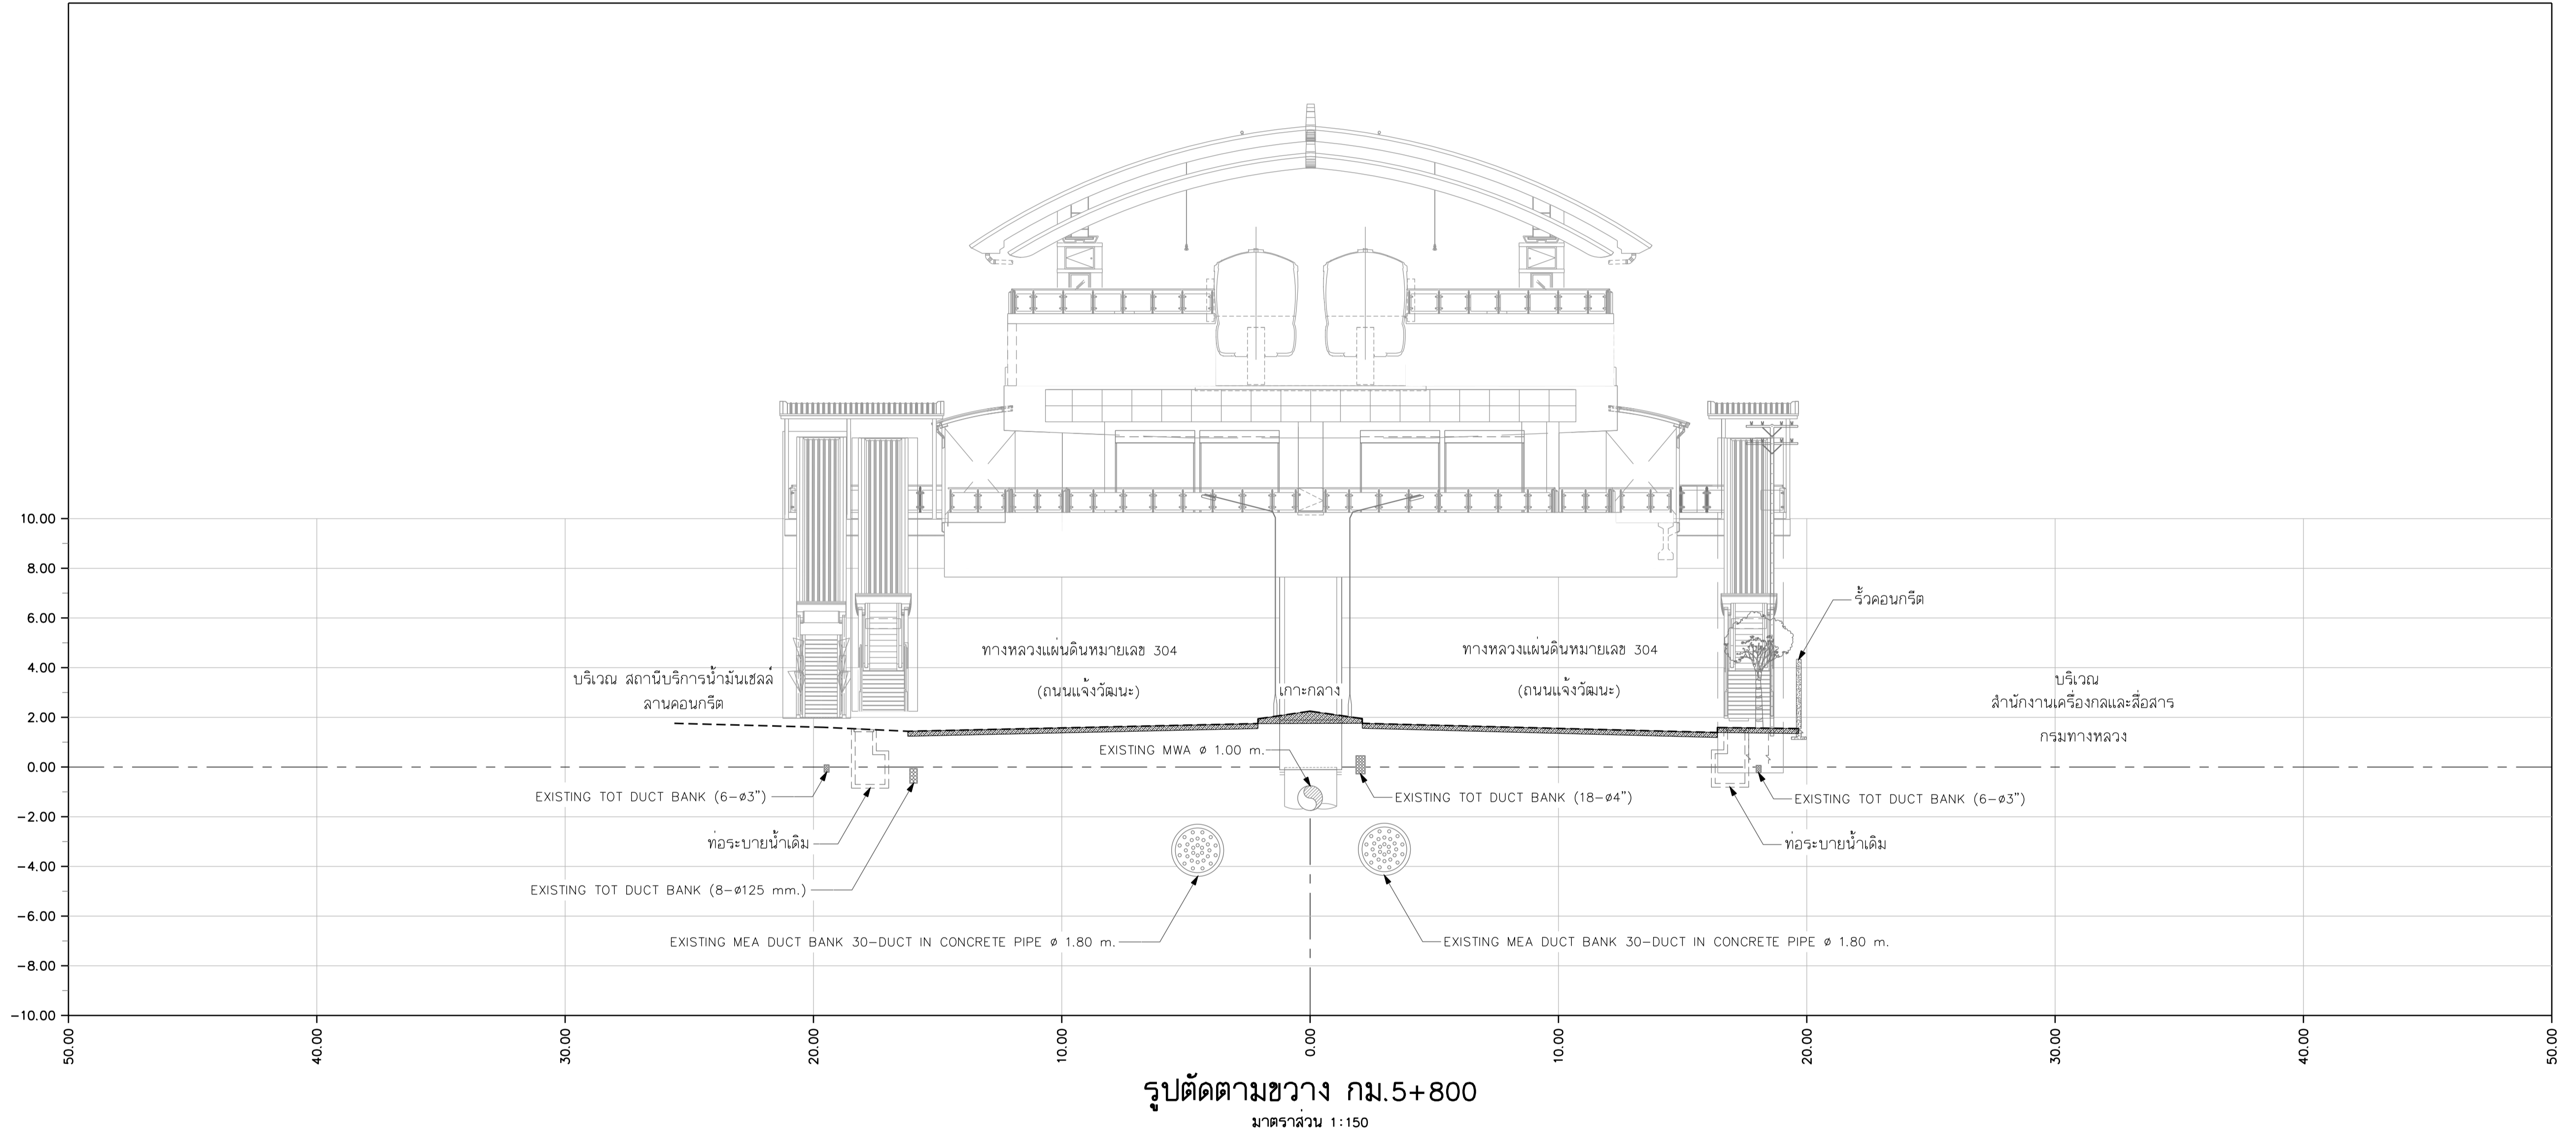 10.00
8.00
6.00
4.00
2.00
0.00
-2.00
-4.00
-6.00
-8.00
-10.00
รั้วคอนกรีต
ทางหลวงแผ่นดินหมายเลข 304
(ถนนแจ้งวัฒนะ)
ทางหลวงแผ่นดินหมายเลข 304
(ถนนแจ้งวัฒนะ)
เกาะกลาง
บริเวณ สถานีบริการน้ำมันเชลล์
ลานคอนกรีต
บริเวณ
สำนักงานเครื่องกลและสื่อสาร
กรมทางหลวง
EXISTING MWA ø 1.00 m.
EXISTING TOT DUCT BANK (6-ø3")
EXISTING TOT DUCT BANK (18-ø4")
EXISTING TOT DUCT BANK (6-ø3")
ท่อระบายน้ำเดิม
ท่อระบายน้ำเดิม
EXISTING TOT DUCT BANK (8-ø125 mm.)
EXISTING MEA DUCT BANK 30-DUCT IN CONCRETE PIPE ø 1.80 m.
EXISTING MEA DUCT BANK 30-DUCT IN CONCRETE PIPE ø 1.80 m.
50.00
40.00
30.00
20.00
10.00
0.00
10.00
20.00
30.00
40.00
50.00
รูปตัดตามขวาง กม.5+800
มาตราส่วน 1:150